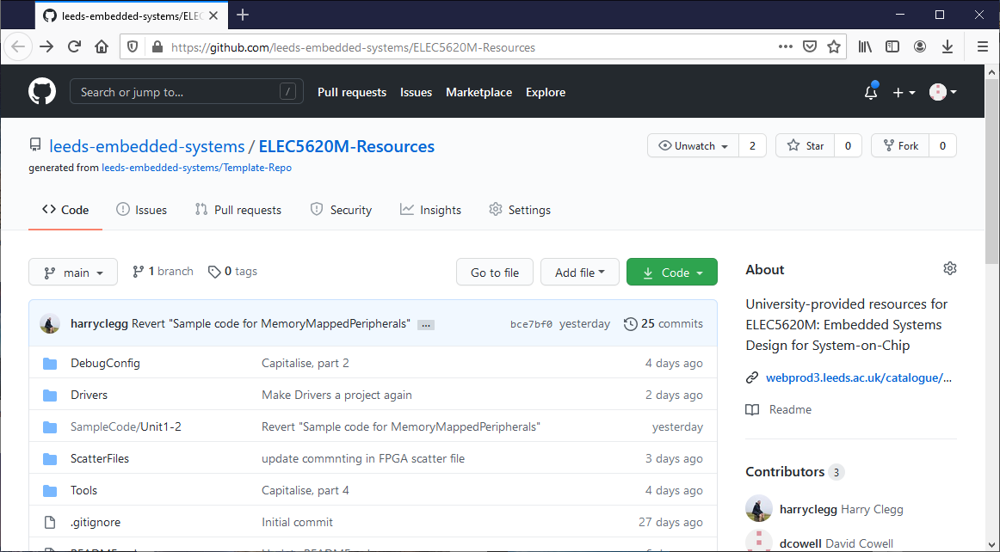 leeds-embedded-systems/ELEC
https://github.com/leeds-embedded-systems/ELEC5620M-Resources
Search or jump to... /
Pull requests Issues Marketplace Explore
leeds-embedded-systems / ELEC5620M-Resources
generated from leeds-embedded-systems/Template-Repo
Unwatch 2 Star 0 Fork 0
Code Issues Pull requests Security Insights Settings
main 1 branch 0 tags Go to file Add file Code
harryclegg Revert "Sample code for MemoryMappedPeripherals" ... bce7bf0 yesterday 25 commits
DebugConfig Capitalise, part 2 4 days ago
Drivers Make Drivers a project again 2 days ago
SampleCode/Unit1-2 Revert "Sample code for MemoryMappedPeripherals" yesterday
ScatterFiles update commnting in FPGA scatter file 3 days ago
Tools Capitalise, part 4 4 days ago
.gitignore Initial commit 27 days ago
About
University-provided resources for
ELEC5620M: Embedded Systems
Design for System-on-Chip
webprod3.leeds.ac.uk/catalogue/...
Readme
Contributors 3
harryclegg Harry Clegg
dcowell David Cowell